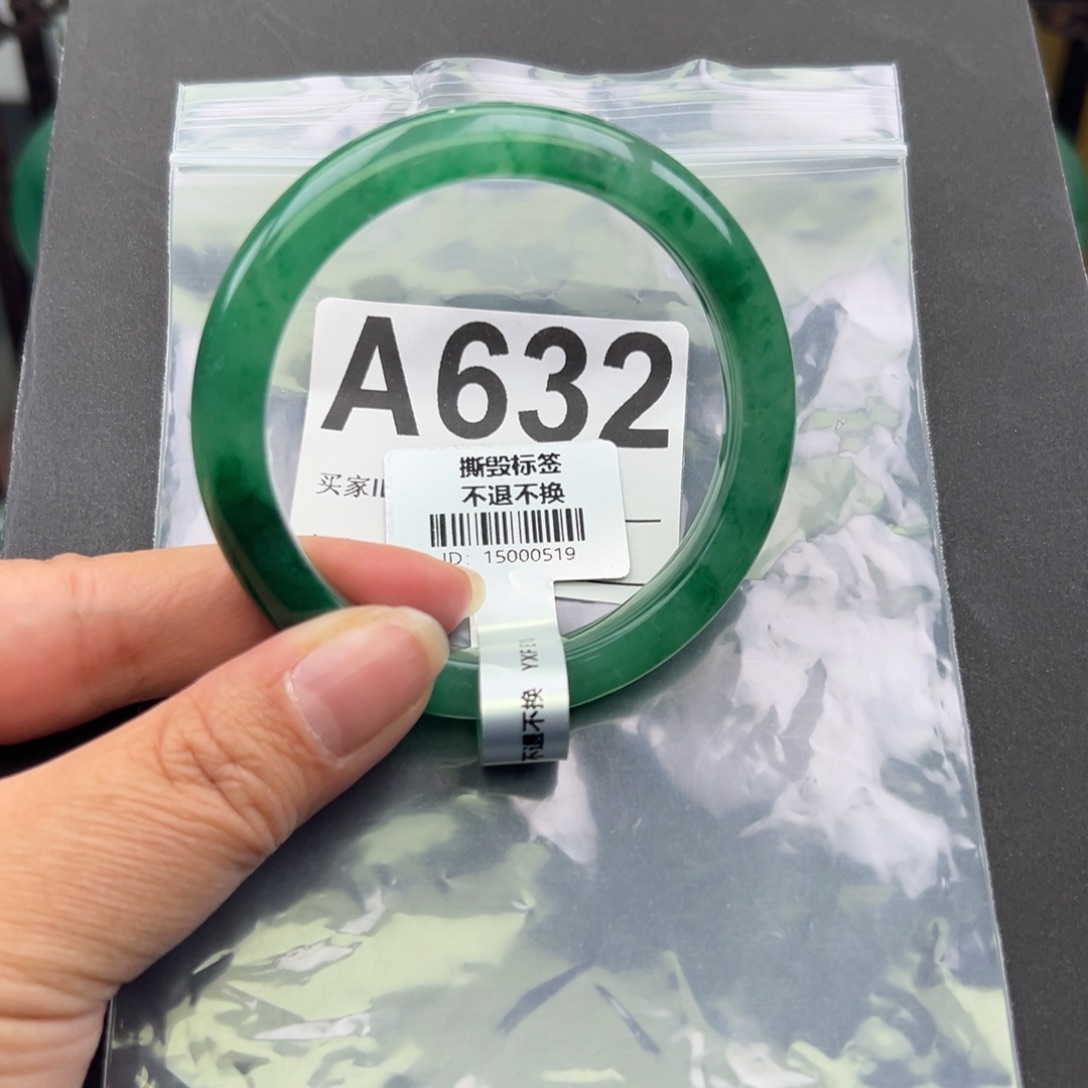 A632
买家
撕毁标签
不退不换
ID: 15000519
不退不换